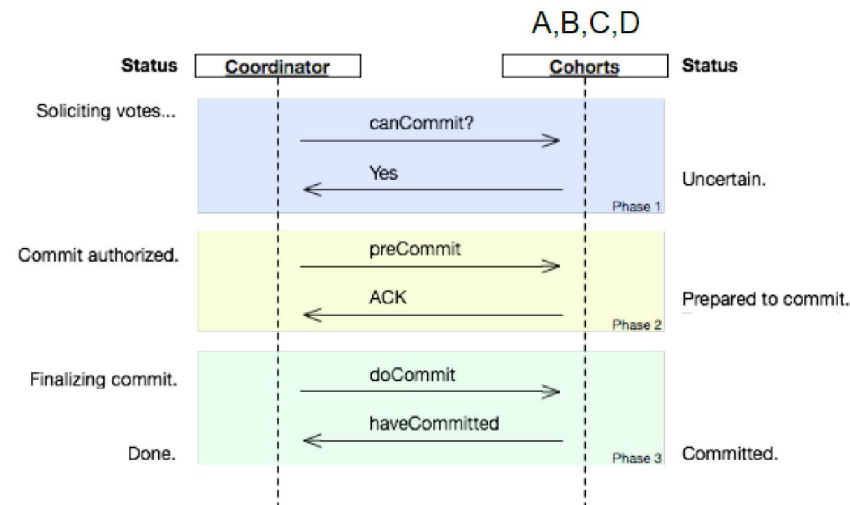 A,B,C,D
Status Coordinator Cohorts Status
Soliciting votes...
canCommit?
Yes
Uncertain.
Phase 1
Commit authorized.
preCommit
ACK
Prepared to commit.
Phase 2
Finalizing commit.
doCommit
haveCommitted
Done.
Committed.
Phase 3